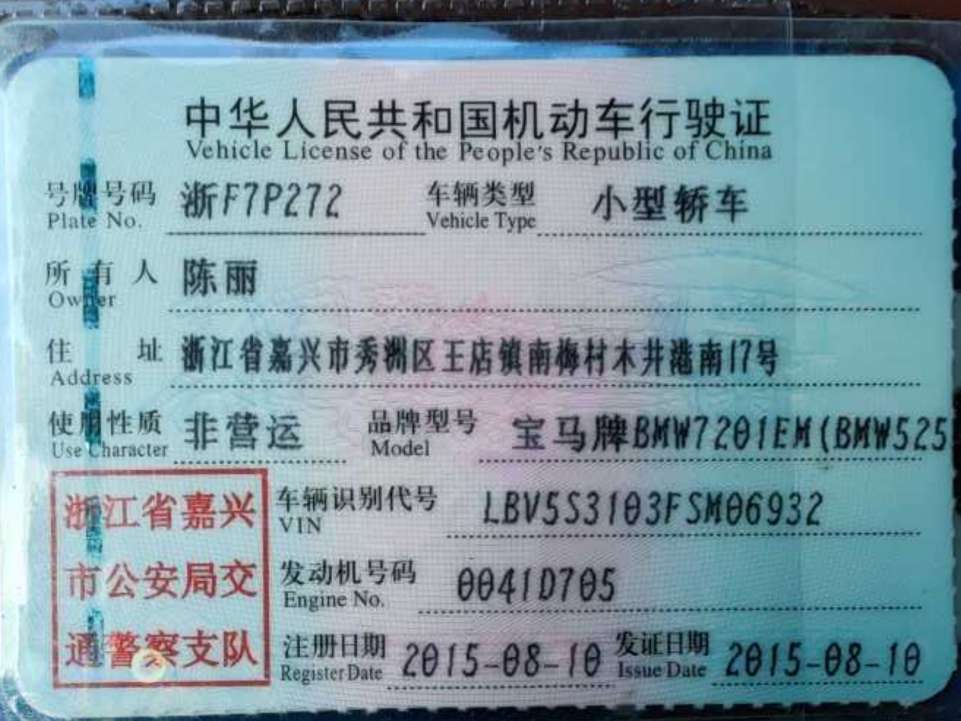 中华人民共和国机动车行驶证
Vehicle License of the People's Republic of China
号牌号码 浙F7P272 车辆类型 小型轿车
Plate No. Vehicle Type
所有人 陈丽
Owner
住址 浙江省嘉兴市秀洲区王店镇南梅村木井港南17号
Address
使用性质 非营运 品牌型号 宝马牌BMW7201EM(BMW525
Use Character Model
浙江省嘉兴 车辆识别代号 LBV5S3103FSM06932
VIN
市公安局交 发动机号码 0041D705
Engine No.
通警察支队 注册日期 2015-08-10 发证日期 2015-08-10
Register Date Issue Date